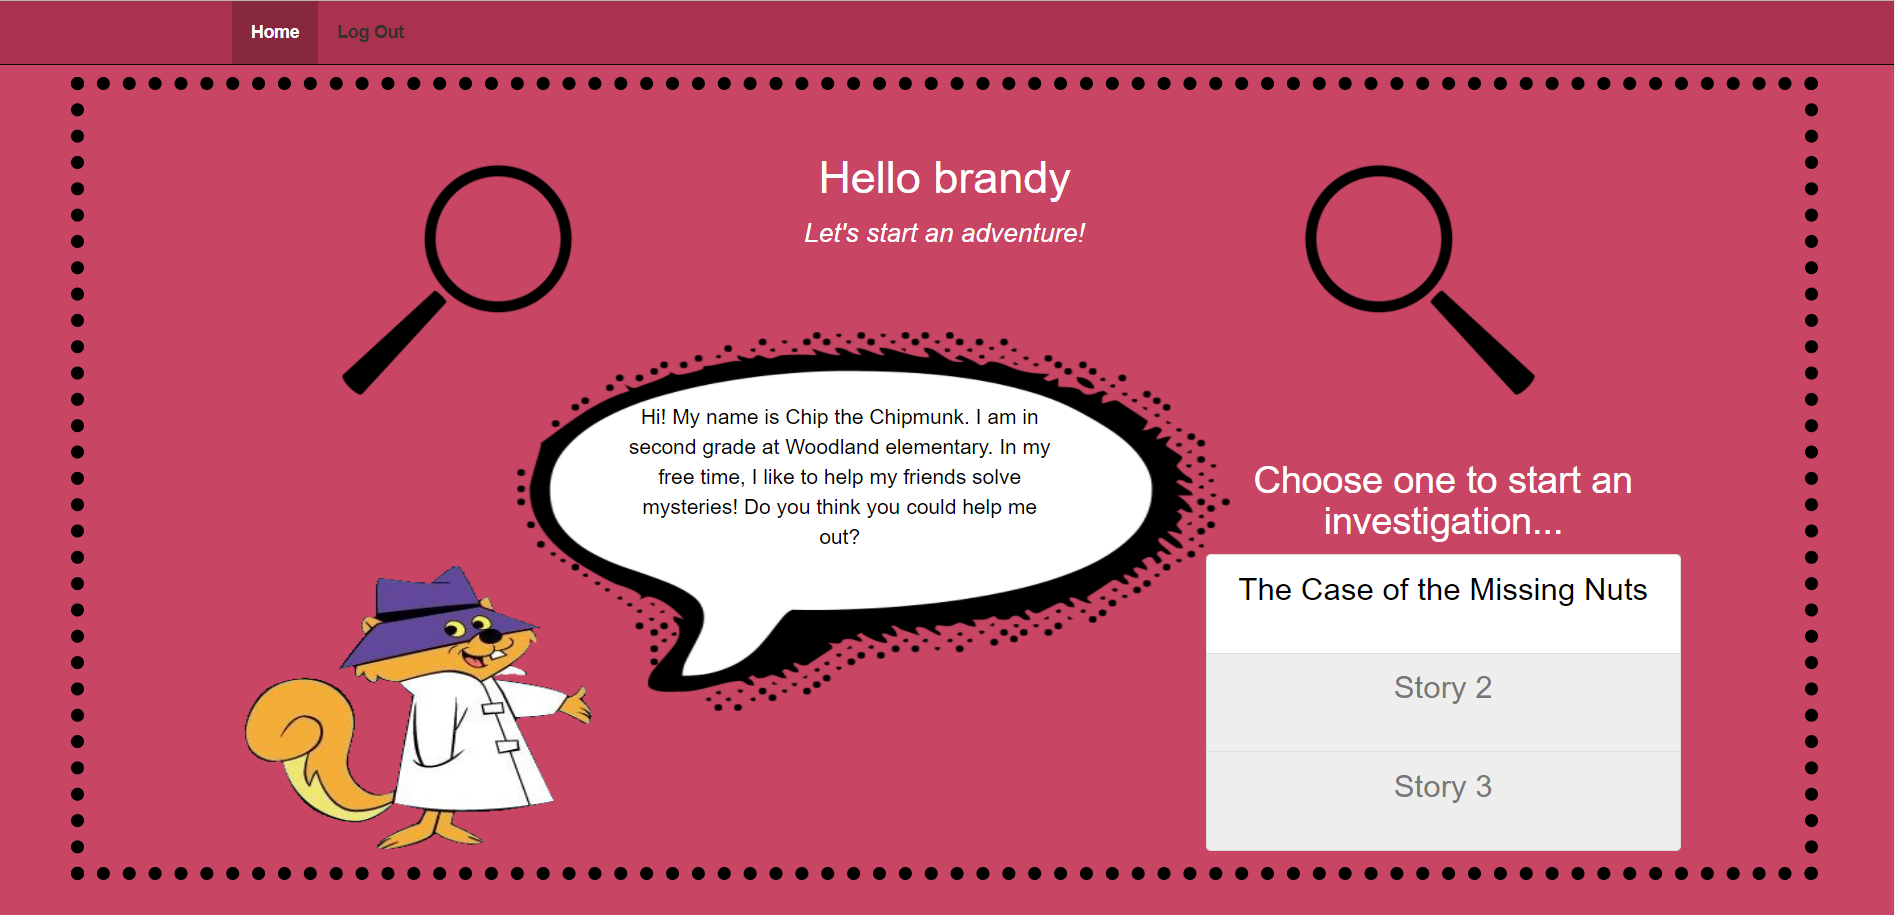 Home Log Out
Hello brandy
Let's start an adventure!
Hi! My name is Chip the Chipmunk. I am in
second grade at Woodland elementary. In my
free time, I like to help my friends solve
mysteries! Do you think you could help me
out?
Choose one to start an
investigation...
The Case of the Missing Nuts
Story 2
Story 3